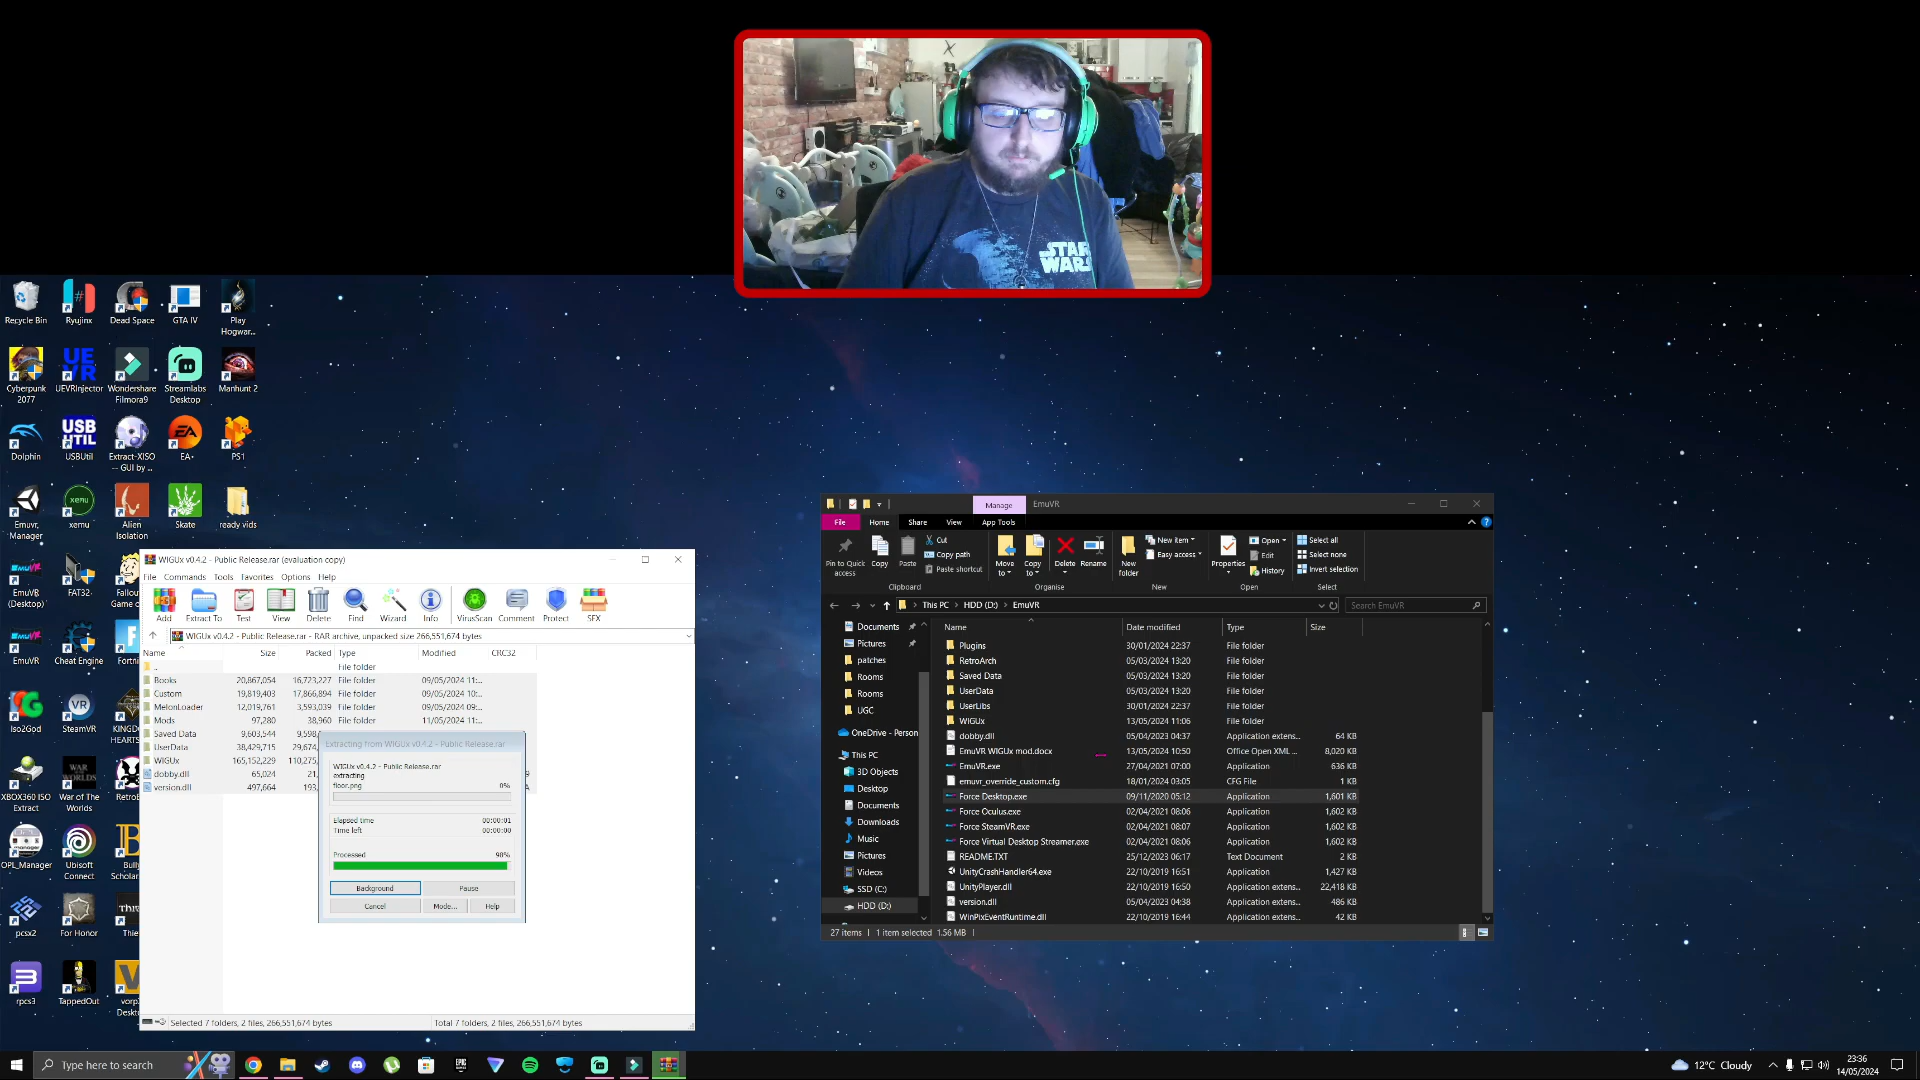 STAR
WARS
Recycle Bin
Ryujinx
Dead Space
GTA IV
Play
Hogwar...
Cyberpunk
2077
UEVRInjector
Wondershare
Filmora9
Streamlabs
Desktop
Manhunt 2
Dolphin
USB
UTIL
USBUtil
Extract-XISO
-- GUI by ...
EA
PS1
Emuvr,
Manager
xemu
Alien
Isolation
Skate
ready vids
EmuVR
(Desktop)
FAT32
Fallou
Game o
EmuVR
Cheat Engine
Fortni
Iso2God
VR
SteamVR
KINGD
HEARTS
XBOX360 ISO
Extract
War of The
Worlds
RetroB
OPL_Manager
Ubisoft
Connect
Bully
Scholar
pcsx2
For Honor
Thie
rpcs3
TappedOut
vorp
Deskt
WIGUx v0.4.2 - Public Release.rar (evaluation copy)
File Commands Tools Favorites Options Help
Add Extract To Test View Delete Find Wizard Info VirusScan Comment Protect SFX
WIGUx v0.4.2 - Public Release.rar - RAR archive, unpacked size 266,551,674 bytes
Name Size Packed Type Modified CRC32
.. File folder
Books 20,867,054 16,723,227 File folder 09/05/2024 11:...
Custom 19,819,403 17,866,894 File folder 09/05/2024 10:...
MelonLoader 12,019,761 3,593,039 File folder 09/05/2024 09:...
Mods 97,280 38,960 File folder 11/05/2024 11:...
Saved Data 9,603,544 9,598
UserData 38,429,715 29,674,
WIGUx 165,152,229 110,275,
dobby.dll 65,024 21,
version.dll 497,664 193,
Extracting from WIGUx v0.4.2 - Public Release.rar
WIGUx v0.4.2 - Public Release.rar
extracting
floor.png 0%
Elapsed time 00:00:01
Time left 00:00:00
Processed 98%
Background Pause
Cancel Mode... Help
Selected 7 folders, 2 files, 266,551,674 bytes Total 7 folders, 2 files, 266,551,674 bytes
Manage EmuVR
File Home Share View App Tools
Pin to Quick
access
Copy
Paste
Cut
Copy path
Paste shortcut
Move
to
Copy
to
Delete
Rename
New
folder
New item
Easy access
Properties
Open
Edit
History
Select all
Select none
Invert selection
Clipboard Organise New Open Select
This PC HDD (D:) EmuVR
Search EmuVR
Documents
Pictures
patches
Rooms
Rooms
UGC
OneDrive - Person
This PC
3D Objects
Desktop
Documents
Downloads
Music
Pictures
Videos
SSD (C:)
HDD (D:)
Name Date modified Type Size
Plugins 30/01/2024 22:37 File folder
RetroArch 05/03/2024 13:20 File folder
Saved Data 05/03/2024 13:20 File folder
UserData 05/03/2024 13:20 File folder
UserLibs 30/01/2024 22:37 File folder
WIGUx 13/05/2024 11:06 File folder
dobby.dll 05/04/2023 04:37 Application extens... 64 KB
EmuVR WIGUx mod.docx 13/05/2024 10:50 Office Open XML ... 8,020 KB
EmuVR.exe 27/04/2021 07:00 Application 636 KB
emuvr_override_custom.cfg 18/01/2024 03:05 CFG File 1 KB
Force Desktop.exe 09/11/2020 05:12 Application 1,601 KB
Force Oculus.exe 02/04/2021 08:06 Application 1,602 KB
Force SteamVR.exe 02/04/2021 08:07 Application 1,602 KB
Force Virtual Desktop Streamer.exe 02/04/2021 08:06 Application 1,602 KB
README.TXT 25/12/2023 06:17 Text Document 2 KB
UnityCrashHandler64.exe 22/10/2019 16:51 Application 1,427 KB
UnityPlayer.dll 22/10/2019 16:50 Application extens... 22,418 KB
version.dll 05/04/2023 04:38 Application extens... 486 KB
WinPixEventRuntime.dll 22/10/2019 16:44 Application extens... 42 KB
27 items 1 item selected 1.56 MB
Type here to search
12°C Cloudy
23:36
14/05/2024